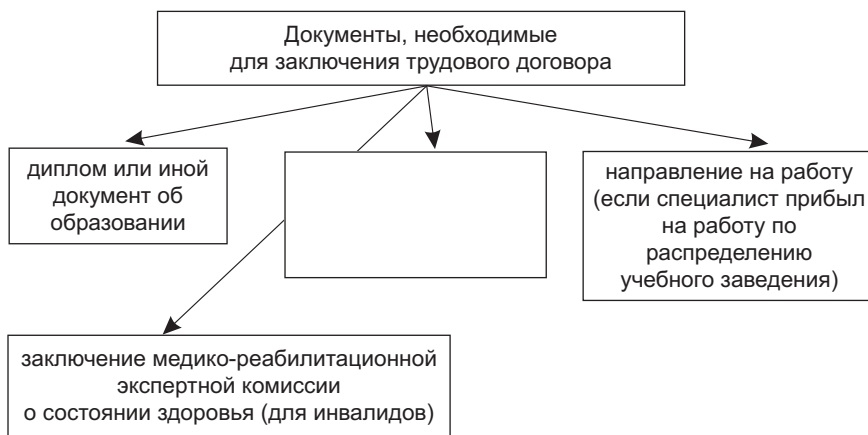 Документы, необходимые
для заключения трудового договора
диплом или иной
документ об
образовании
направление на работу
(если специалист прибыл
на работу по
распределению
учебного заведения)
заключение медико-реабилитационной
экспертной комиссии
о состоянии здоровья (для инвалидов)